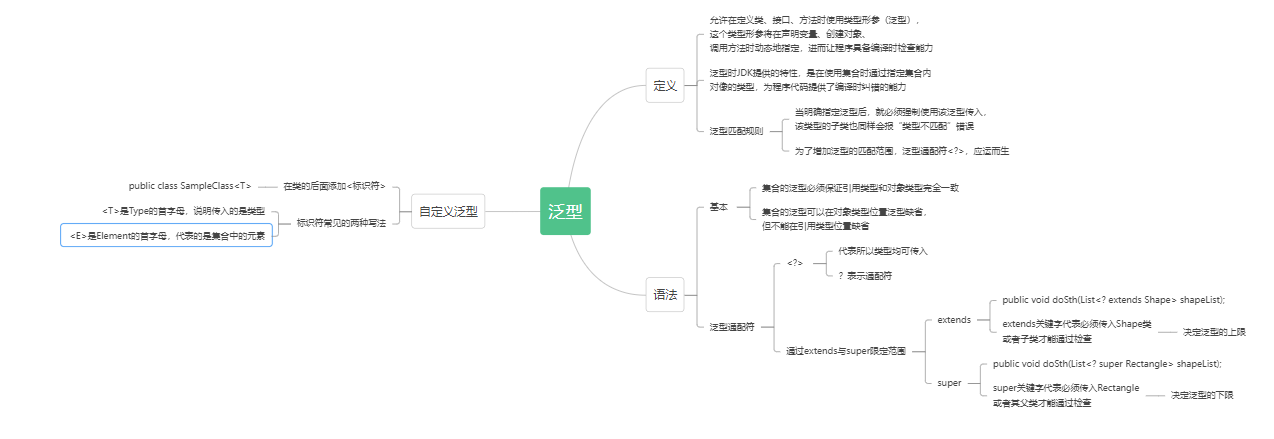 泛型
定义
允许在定义类、接口、方法时使用类型形参（泛型），
这个类型形参将在声明变量、创建对象、
调用方法时动态地指定，进而让程序具备编译时检查能力
泛型时JDK提供的特性，是在使用集合时通过指定集合内
对像的类型，为程序代码提供了编译时纠错的能力
泛型匹配规则
当明确指定泛型后，就必须强制使用该泛型传入，
该类型的子类也同样会报“类型不匹配”错误
为了增加泛型的匹配范围，泛型通配符<?>，应运而生
语法
基本
集合的泛型必须保证引用类型和对象类型完全一致
集合的泛型可以在对象类型位置泛型缺省，
但不能在引用类型位置缺省
泛型通配符
<?>
代表所以类型均可传入
？表示通配符
通过extends与super限定范围
extends
public void doSth(List<? extends Shape> shapeList);
extends关键字代表必须传入Shape类
或者子类才能通过检查
决定泛型的上限
super
public void doSth(List<? super Rectangle> shapeList);
super关键字代表必须传入Rectangle
或者其父类才能通过检查
决定泛型的下限
自定义泛型
在类的后面添加<标识符>
public class SampleClass<T>
标识符常见的两种写法
<T>是Type的首字母，说明传入的是类型
<E>是Element的首字母，代表的是集合中的元素